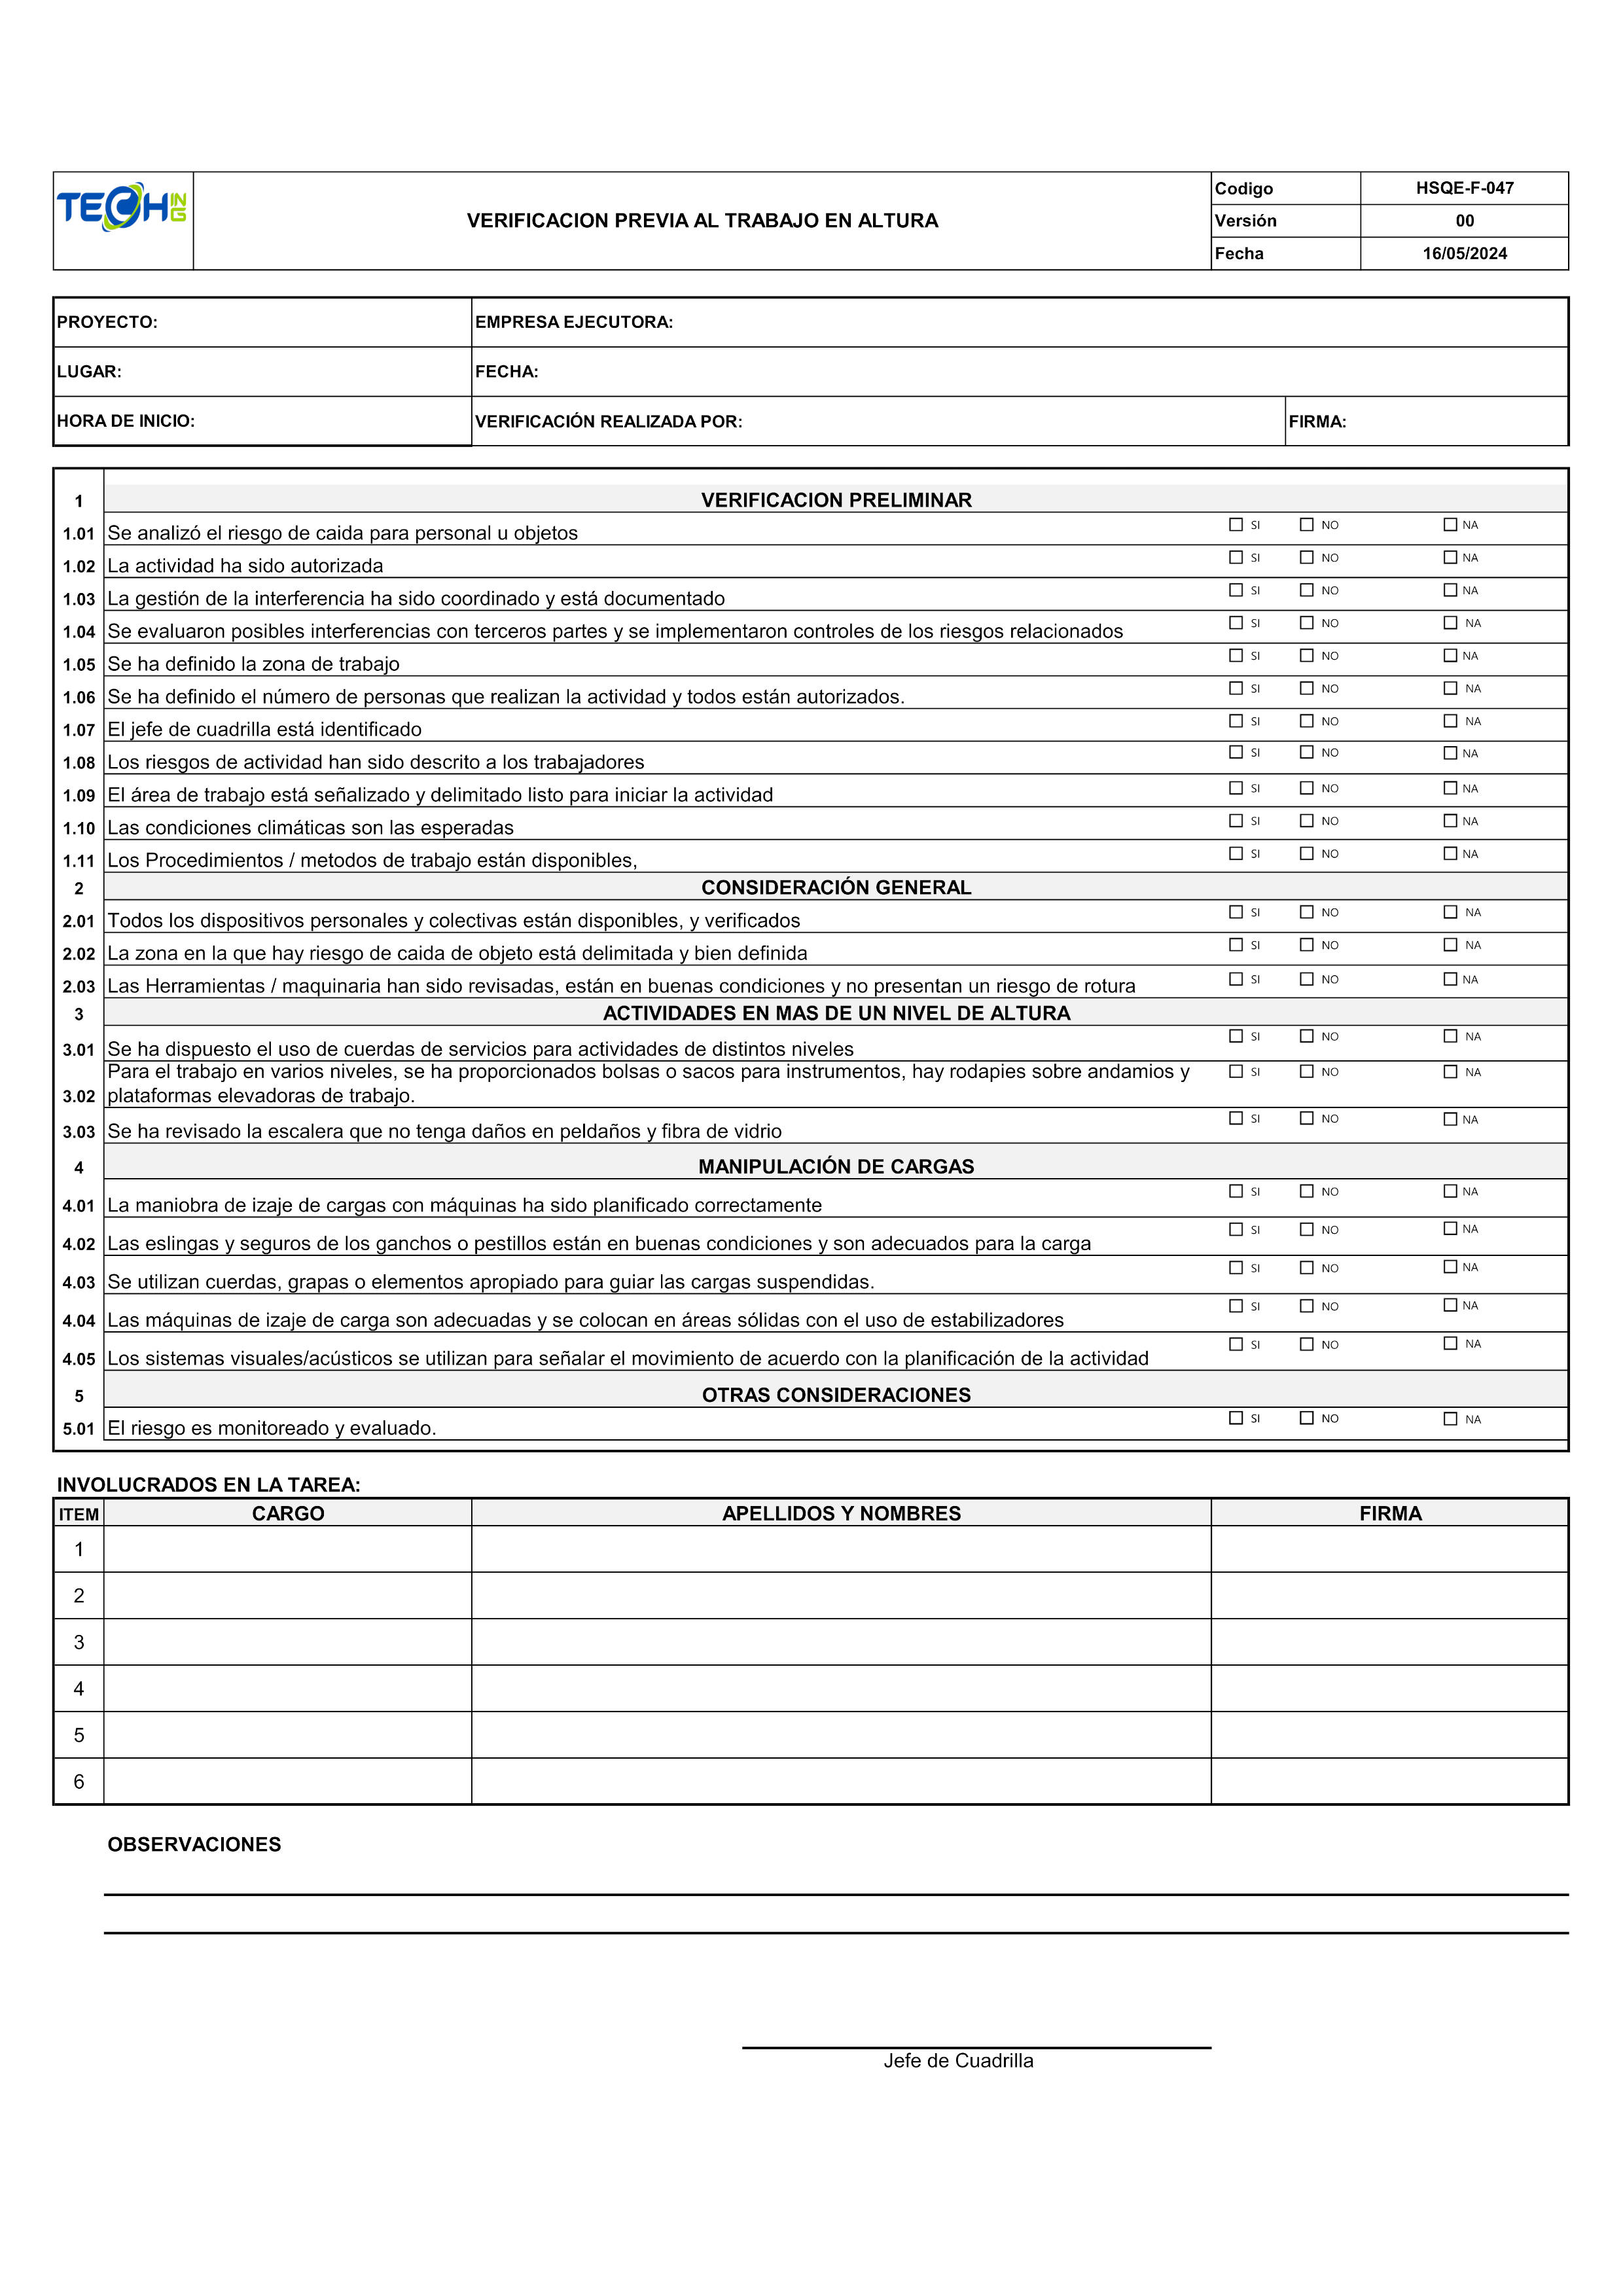 TECHING
VERIFICACION PREVIA AL TRABAJO EN ALTURA
Codigo HSQE-F-047
Versión 00
Fecha 16/05/2024
PROYECTO: EMPRESA EJECUTORA:
LUGAR: FECHA:
HORA DE INICIO: VERIFICACIÓN REALIZADA POR: FIRMA:
1 VERIFICACION PRELIMINAR
1.01 Se analizó el riesgo de caida para personal u objetos SI NO NA
1.02 La actividad ha sido autorizada SI NO NA
1.03 La gestión de la interferencia ha sido coordinado y está documentado SI NO NA
1.04 Se evaluaron posibles interferencias con terceros partes y se implementaron controles de los riesgos relacionados SI NO NA
1.05 Se ha definido la zona de trabajo SI NO NA
1.06 Se ha definido el número de personas que realizan la actividad y todos están autorizados. SI NO NA
1.07 El jefe de cuadrilla está identificado SI NO NA
1.08 Los riesgos de actividad han sido descrito a los trabajadores SI NO NA
1.09 El área de trabajo está señalizado y delimitado listo para iniciar la actividad SI NO NA
1.10 Las condiciones climáticas son las esperadas SI NO NA
1.11 Los Procedimientos / metodos de trabajo están disponibles, SI NO NA
2 CONSIDERACIÓN GENERAL
2.01 Todos los dispositivos personales y colectivas están disponibles, y verificados SI NO NA
2.02 La zona en la que hay riesgo de caida de objeto está delimitada y bien definida SI NO NA
2.03 Las Herramientas / maquinaria han sido revisadas, están en buenas condiciones y no presentan un riesgo de rotura SI NO NA
3 ACTIVIDADES EN MAS DE UN NIVEL DE ALTURA
3.01 Se ha dispuesto el uso de cuerdas de servicios para actividades de distintos niveles SI NO NA
Para el trabajo en varios niveles, se ha proporcionados bolsas o sacos para instrumentos, hay rodapies sobre andamios y SI NO NA
3.02 plataformas elevadoras de trabajo.
3.03 Se ha revisado la escalera que no tenga daños en peldaños y fibra de vidrio SI NO NA
4 MANIPULACIÓN DE CARGAS
4.01 La maniobra de izaje de cargas con máquinas ha sido planificado correctamente SI NO NA
4.02 Las eslingas y seguros de los ganchos o pestillos están en buenas condiciones y son adecuados para la carga SI NO NA
4.03 Se utilizan cuerdas, grapas o elementos apropiado para guiar las cargas suspendidas. SI NO NA
4.04 Las máquinas de izaje de carga son adecuadas y se colocan en áreas sólidas con el uso de estabilizadores SI NO NA
4.05 Los sistemas visuales/acústicos se utilizan para señalar el movimiento de acuerdo con la planificación de la actividad SI NO NA
5 OTRAS CONSIDERACIONES
5.01 El riesgo es monitoreado y evaluado. SI NO NA
INVOLUCRADOS EN LA TAREA:
ITEM CARGO APELLIDOS Y NOMBRES FIRMA
1
2
3
4
5
6
OBSERVACIONES
Jefe de Cuadrilla